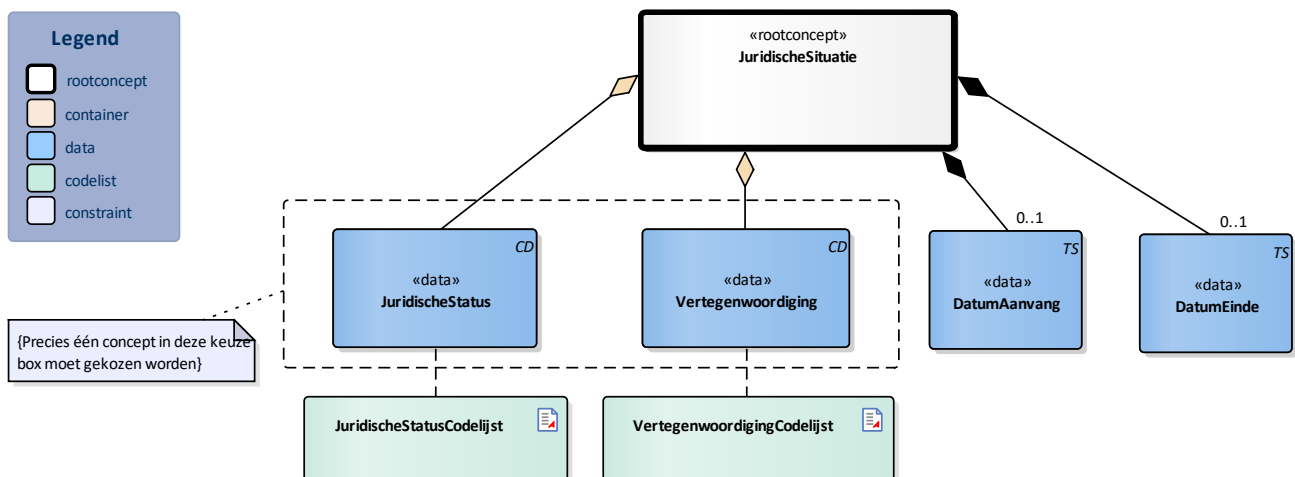 Legend
rootconcept
container
data
codelist
constraint
«rootconcept»
JuridischeSituatie
CD
«data»
JuridischeStatus
CD
«data»
Vertegenwoordiging
0..1
TS
«data»
DatumAanvang
0..1
TS
«data»
DatumEinde
{Precies één concept in deze keuze
box moet gekozen worden}
JuridischeStatusCodelijst
VertegenwoordigingCodelijst